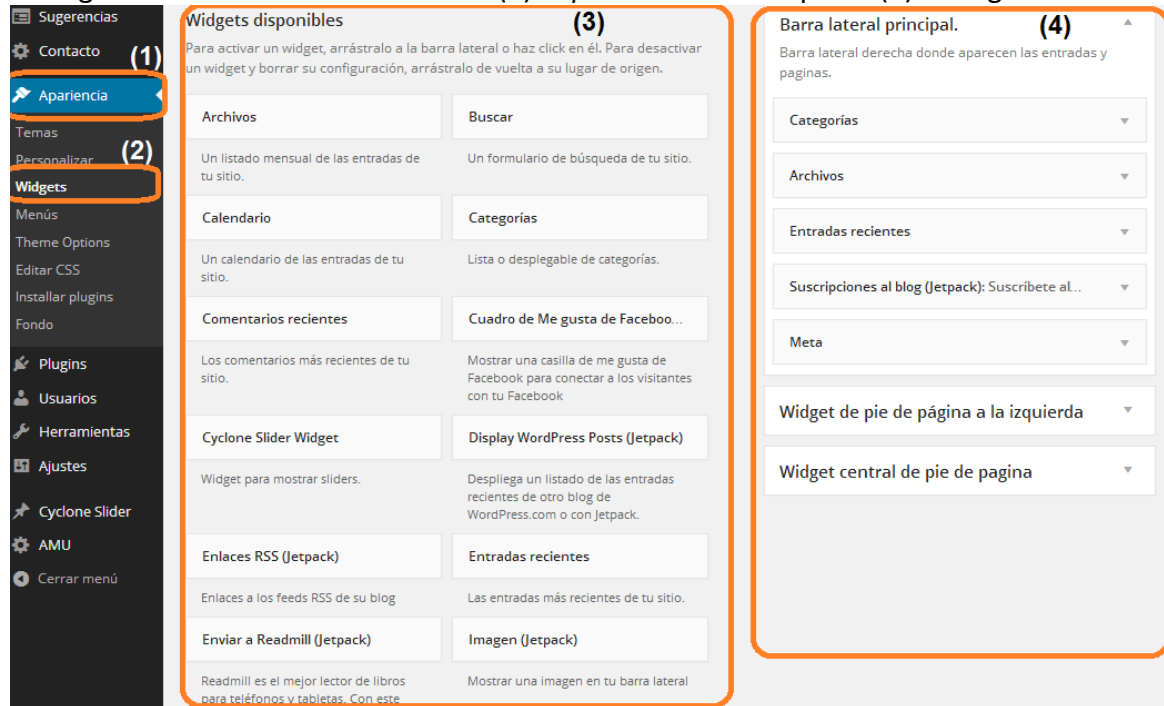 Sugerencias
Contacto
(1)
Apariencia
Temas
Personalizar
(2)
Widgets
Menús
Theme Options
Editar CSS
Installar plugins
Fondo
Plugins
Usuarios
Herramientas
Ajustes
Cyclone Slider
AMU
Cerrar menú
Widgets disponibles
(3)
Para activar un widget, arrástralo a la barra lateral o haz click en él. Para desactivar
un widget y borrar su configuración, arrástralo de vuelta a su lugar de origen.
Archivos
Un listado mensual de las entradas de
tu sitio.
Buscar
Un formulario de búsqueda de tu sitio.
Calendario
Un calendario de las entradas de tu
sitio.
Categorías
Lista o desplegable de categorías.
Comentarios recientes
Los comentarios más recientes de tu
sitio.
Cuadro de Me gusta de Faceboo...
Mostrar una casilla de me gusta de
Facebook para conectar a los visitantes
con tu Facebook
Cyclone Slider Widget
Widget para mostrar sliders.
Display WordPress Posts (Jetpack)
Despliega un listado de las entradas
recientes de otro blog de
WordPress.com o con Jetpack.
Enlaces RSS (Jetpack)
Enlaces a los feeds RSS de su blog
Entradas recientes
Las entradas más recientes de tu sitio.
Enviar a Readmill (Jetpack)
Readmill es el mejor lector de libros
para teléfonos y tabletas. Con este
Imagen (Jetpack)
Mostrar una imagen en tu barra lateral
Barra lateral principal.
(4)
Barra lateral derecha donde aparecen las entradas y
paginas.
Categorías
Archivos
Entradas recientes
Suscripciones al blog (Jetpack): Suscríbete al...
Meta
Widget de pie de página a la izquierda
Widget central de pie de pagina